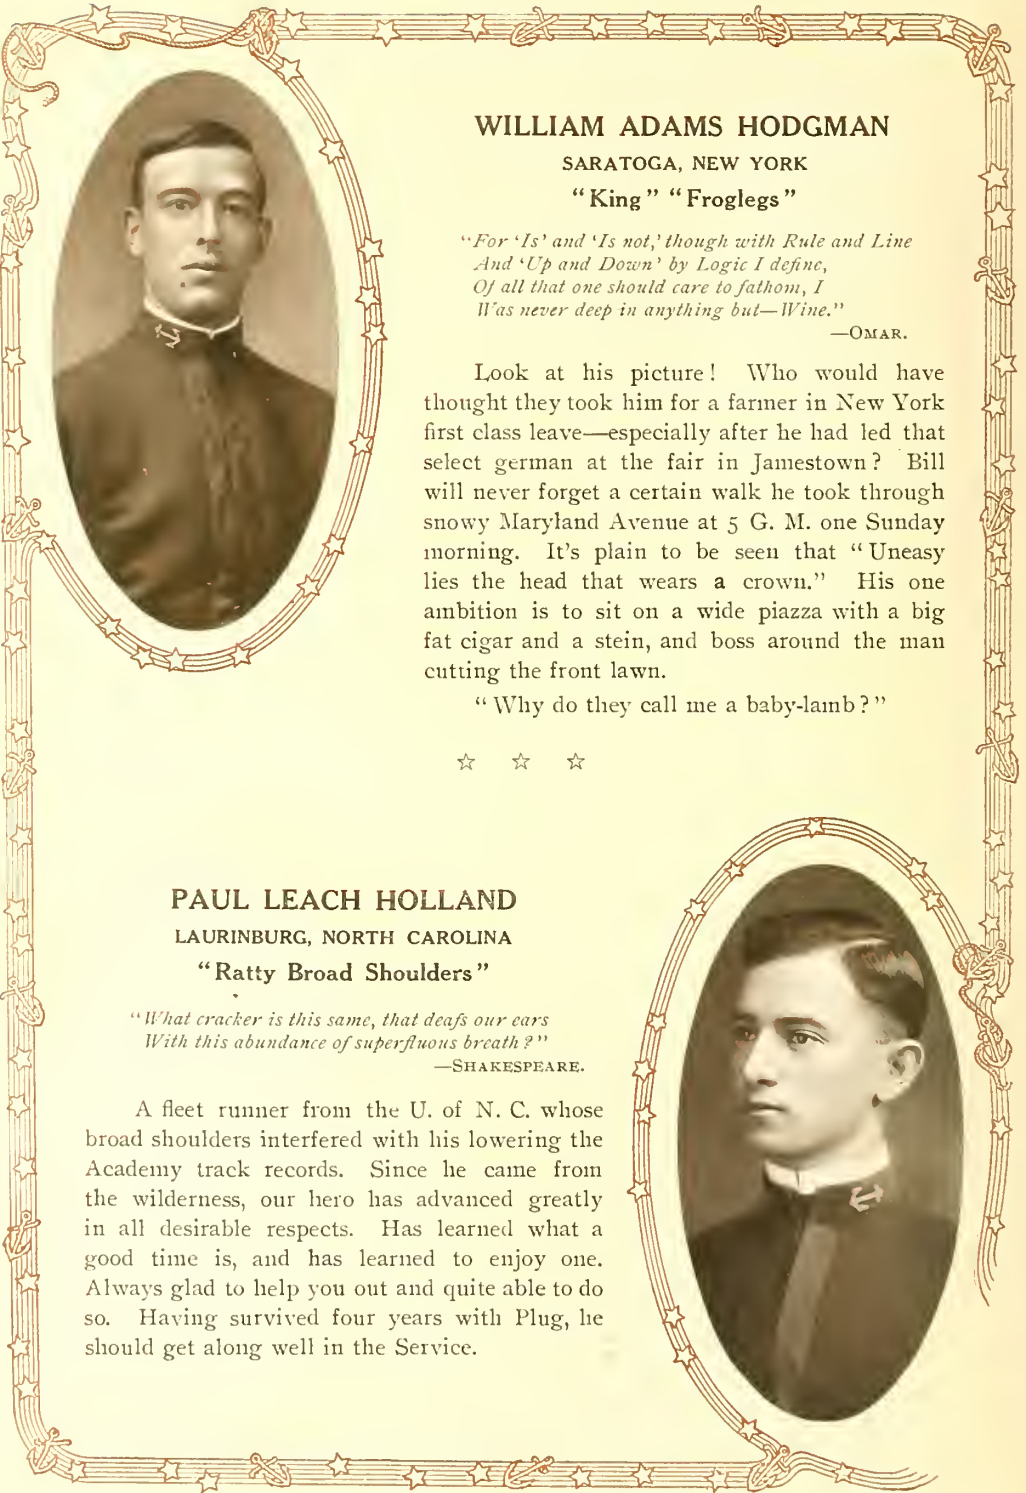 WILLIAM ADAMS HODGMAN
SARATOGA, NEW YORK
"King" "Froglegs"
"For 'Is' and 'Is not,' though with Rule and Line
And 'Up and Down' by Logic I define,
Of all that one should care to fathom, I
Was never deep in anything but—Wine."
—OMAR.
Look at his picture! Who would have
thought they took him for a farmer in New York
first class leave—especially after he had led that
select german at the fair in Jamestown? Bill
will never forget a certain walk he took through
snowy Maryland Avenue at 5 G. M. one Sunday
morning. It's plain to be seen that "Uneasy
lies the head that wears a crown." His one
ambition is to sit on a wide piazza with a big
fat cigar and a stein, and boss around the man
cutting the front lawn.
"Why do they call me a baby-lamb?"
☆ ☆ ☆
PAUL LEACH HOLLAND
LAURINBURG, NORTH CAROLINA
"Ratty Broad Shoulders"
"What cracker is this same, that deafs our ears
With this abundance of superfluous breath?"
—SHAKESPEARE.
A fleet runner from the U. of N. C. whose
broad shoulders interfered with his lowering the
Academy track records. Since he came from
the wilderness, our hero has advanced greatly
in all desirable respects. Has learned what a
good time is, and has learned to enjoy one.
Always glad to help you out and quite able to do
so. Having survived four years with Plug, he
should get along well in the Service.